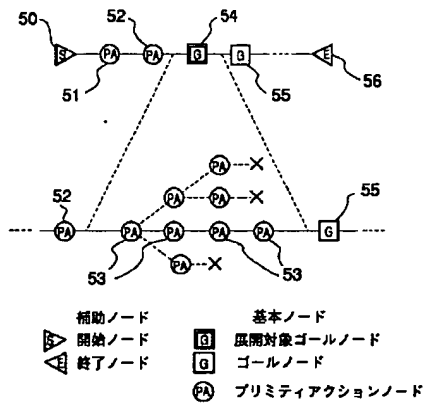 50
52
54
S
PA
PA
G
G
E
51
55
56
PA
PA
PA
52
55
PA
PA
PA
PA
PA
G
53
PA
53
補助ノード
基本ノード
S 開始ノード
G 展開対象ゴールノード
E 終了ノード
G ゴールノード
PA プリミティアクションノード